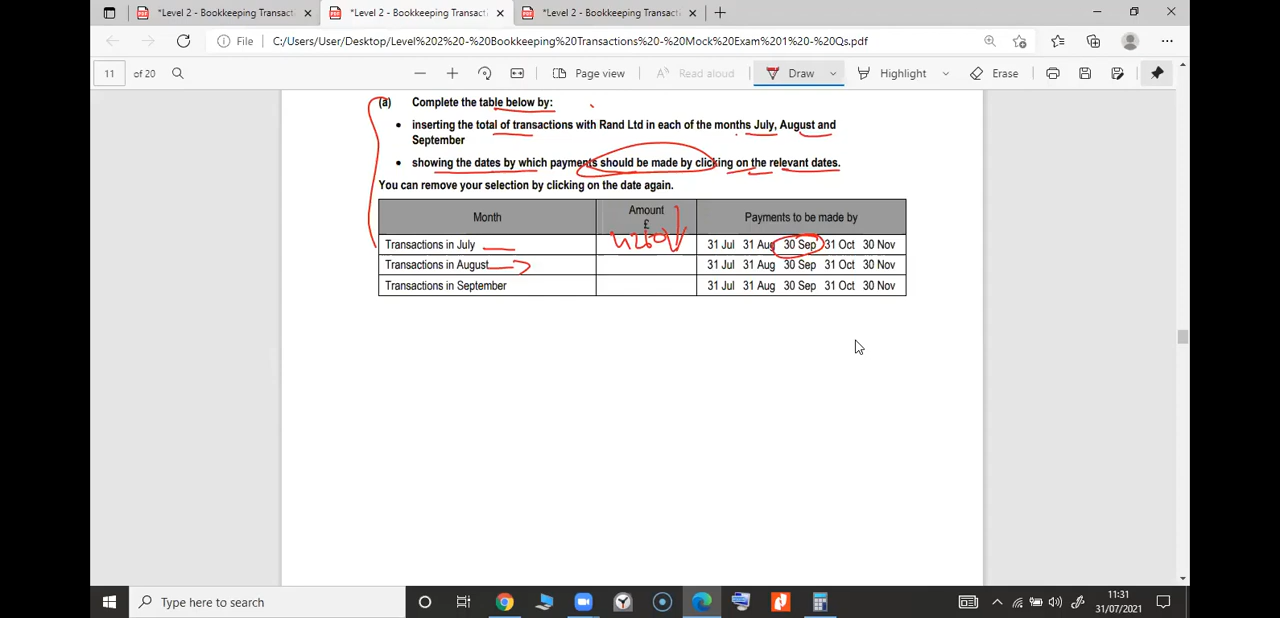 *Level 2 - Bookkeeping Transact
*Level 2 - Bookkeeping Transact
*Level 2 - Bookkeeping Transact
File
C:/Users/User/Desktop/Level%202%20-%20Bookkeeping%20Transactions%20-%20Mock%20Exam%201%20-%20Qs.pdf
11 of 20
Page view
Read aloud
Draw
Highlight
Erase
(a) Complete the table below by:
• inserting the total of transactions with Rand Ltd in each of the months July, August and
September
• showing the dates by which payments should be made by clicking on the relevant dates.
You can remove your selection by clicking on the date again.
Month Amount £ Payments to be made by
Transactions in July 4260 31 Jul 31 Aug 30 Sep 31 Oct 30 Nov
Transactions in August 31 Jul 31 Aug 30 Sep 31 Oct 30 Nov
Transactions in September 31 Jul 31 Aug 30 Sep 31 Oct 30 Nov
Type here to search
11:31
31/07/2021